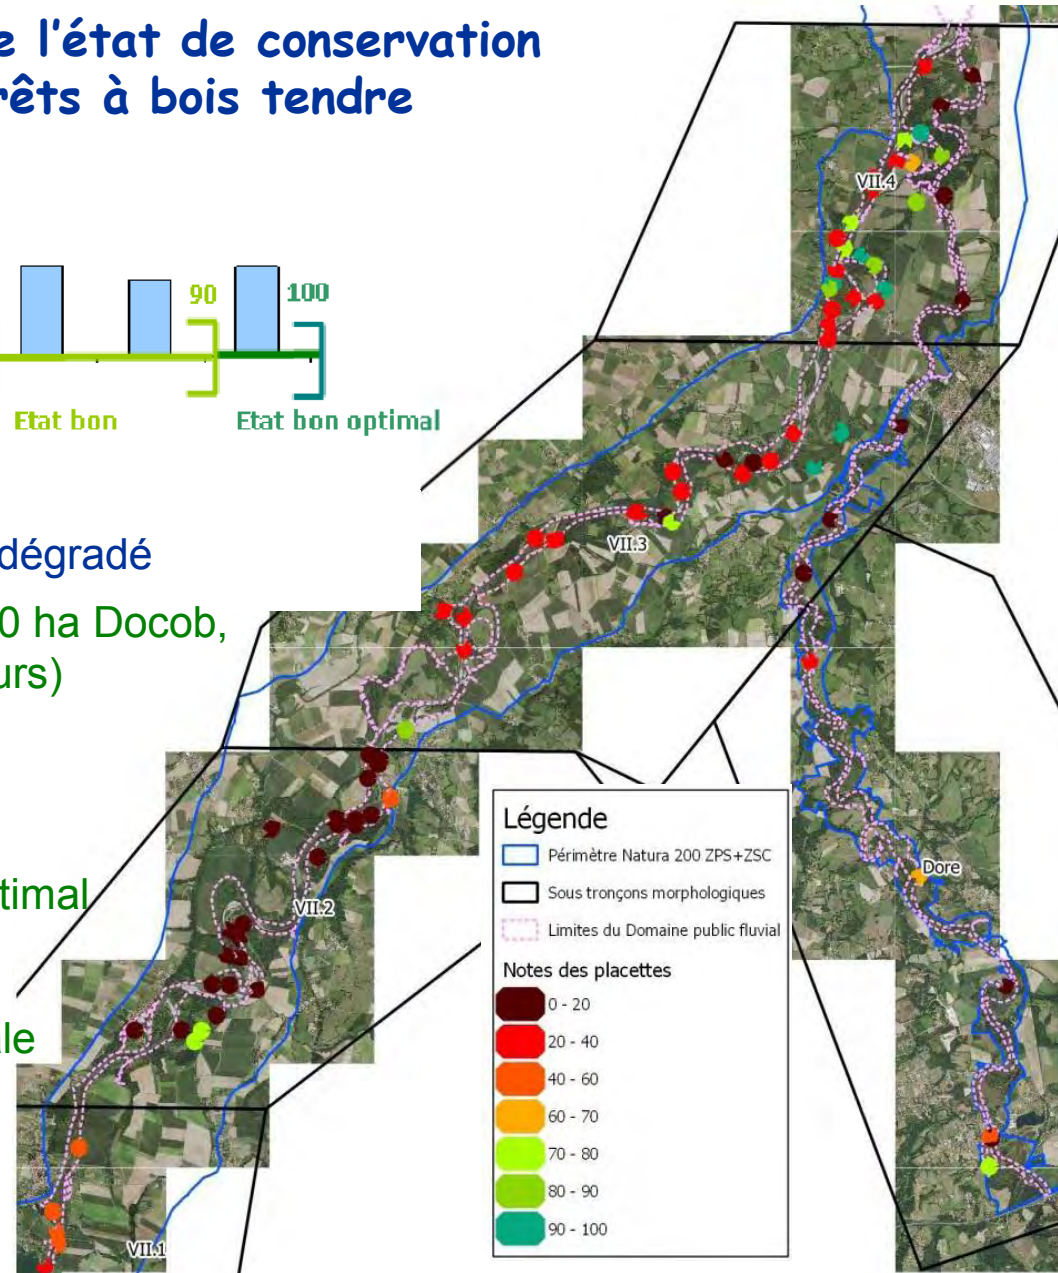 e l'état de conservation
rêts à bois tendre
90
100
Etat bon
Etat bon optimal
dégradé
0 ha Docob,
urs)
timal
ale
VII.4
VII.3
VII.2
VII.1
Dore
Légende
Périmètre Natura 200 ZPS+ZSC
Sous tronçons morphologiques
Limites du Domaine public fluvial
Notes des placettes
0 - 20
20 - 40
40 - 60
60 - 70
70 - 80
80 - 90
90 - 100